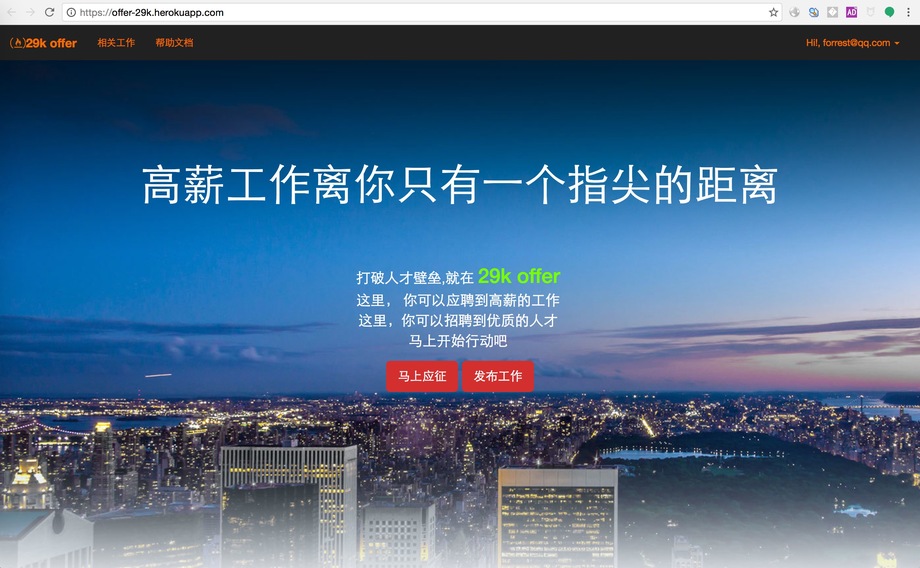 https://offer-29k.herokuapp.com
AD
29k offer 相关工作 帮助文档 Hi!, forrest@qq.com
高薪工作离你只有一个指尖的距离
打破人才壁垒,就在 29k offer
这里， 你可以应聘到高薪的工作
这里，你可以招聘到优质的人才
马上开始行动吧
马上应征 发布工作